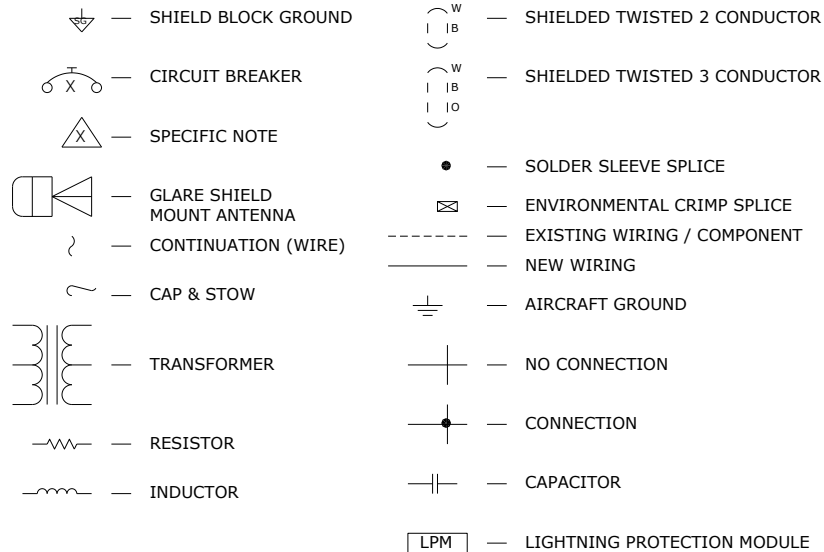 SG — SHIELD BLOCK GROUND
X — CIRCUIT BREAKER
X — SPECIFIC NOTE
— GLARE SHIELD
MOUNT ANTENNA
— CONTINUATION (WIRE)
— CAP & STOW
— TRANSFORMER
— RESISTOR
— INDUCTOR
W
B
— SHIELDED TWISTED 2 CONDUCTOR
W
B
O
— SHIELDED TWISTED 3 CONDUCTOR
— SOLDER SLEEVE SPLICE
— ENVIRONMENTAL CRIMP SPLICE
— EXISTING WIRING / COMPONENT
— NEW WIRING
— AIRCRAFT GROUND
— NO CONNECTION
— CONNECTION
— CAPACITOR
LPM — LIGHTNING PROTECTION MODULE